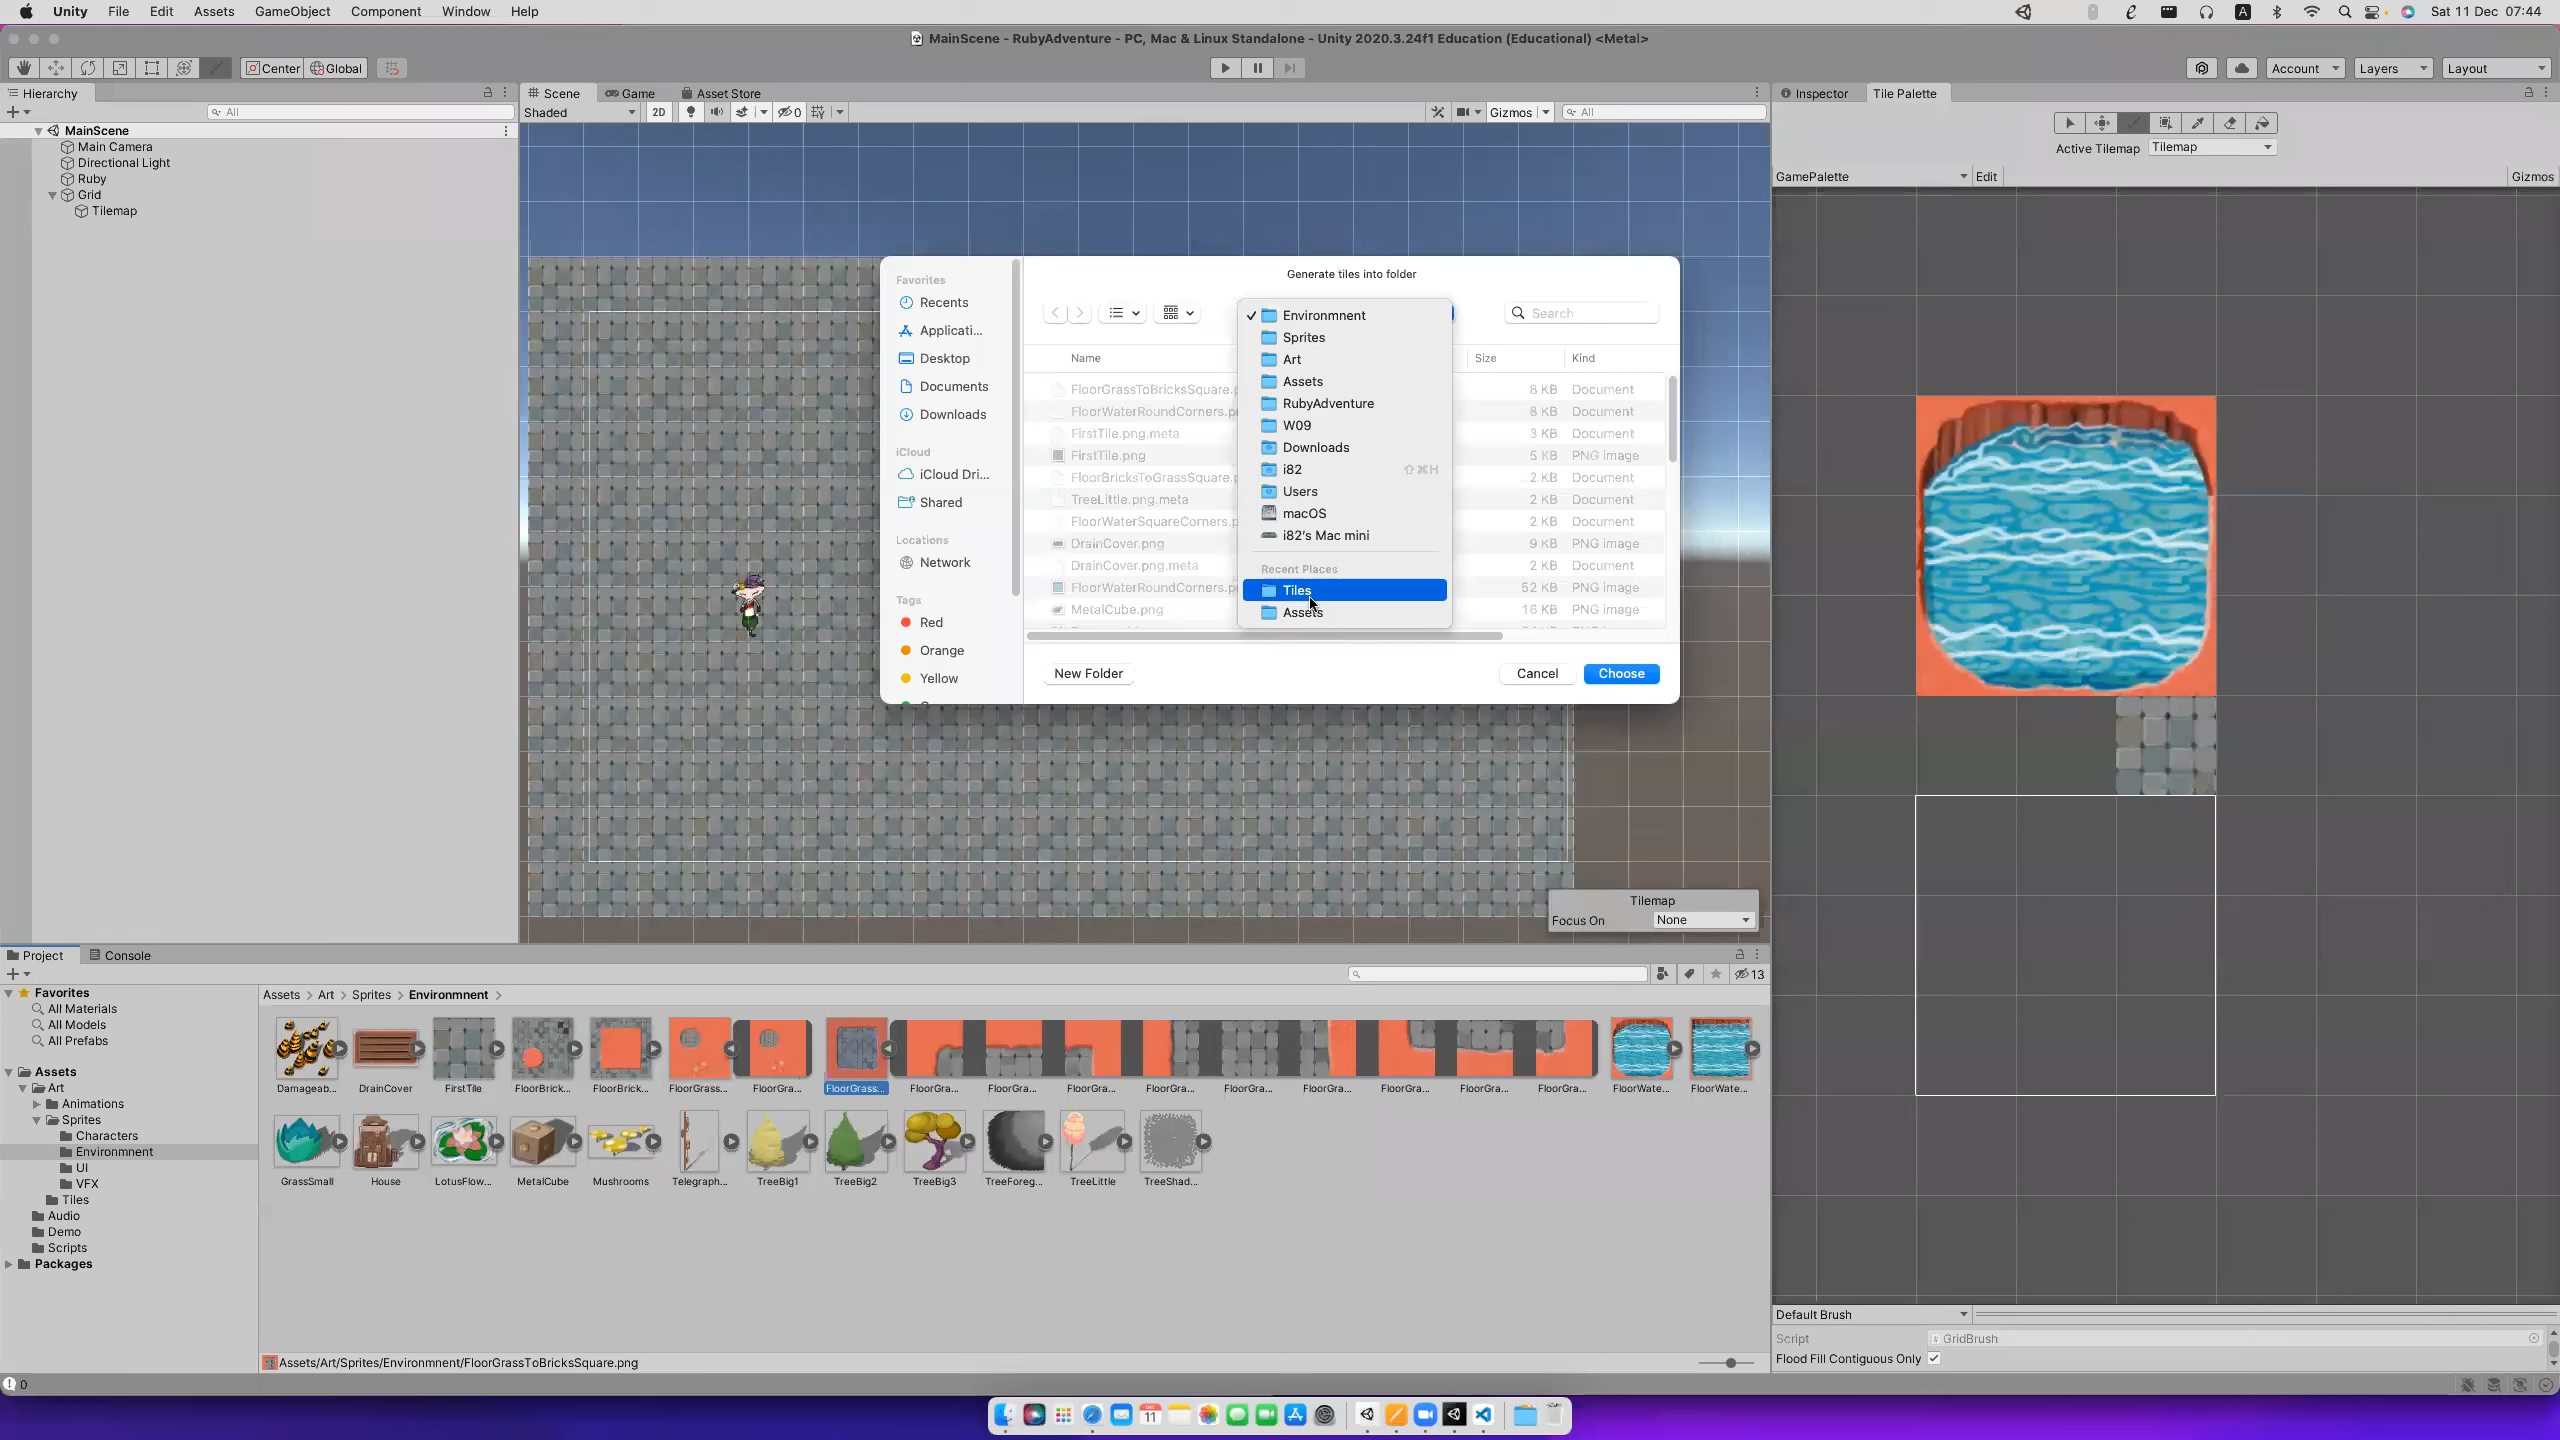 Unity File Edit Assets GameObject Component Window Help
A Sat 11 Dec 07:44
MainScene - RubyAdventure - PC, Mac & Linux Standalone - Unity 2020.3.24f1 Education (Educational) <Metal>
Center Global
Account Layers Layout
Hierarchy
All
MainScene
Main Camera
Directional Light
Ruby
Grid
Tilemap
Scene Game Asset Store
Shaded 2D 0 Gizmos All
Generate tiles into folder
Favorites
Recents
Applicati...
Desktop
Documents
Downloads
iCloud
iCloud Dri...
Shared
Locations
Network
Tags
Red
Orange
Yellow
Search
Name Size Kind
FloorGrassToBricksSquare.p 8 KB Document
FloorWaterRoundCorners.p 8 KB Document
FirstTile.png.meta 3 KB Document
FirstTile.png 5 KB PNG image
FloorBricksToGrassSquare.p 2 KB Document
TreeLittle.png.meta 2 KB Document
FloorWaterSquareCorners.p 2 KB Document
DrainCover.png 9 KB PNG image
DrainCover.png.meta 2 KB Document
FloorWaterRoundCorners.p 52 KB PNG image
MetalCube.png 16 KB PNG image
Environmnent
Sprites
Art
Assets
RubyAdventure
W09
Downloads
i82 ⇧⌘H
Users
macOS
i82's Mac mini
Recent Places
Tiles
Assets
New Folder Cancel Choose
Tilemap
Focus On None
Inspector Tile Palette
Active Tilemap Tilemap
GamePalette Edit Gizmos
Default Brush
Script GridBrush
Flood Fill Contiguous Only
Project Console
13
Favorites
All Materials
All Models
All Prefabs
Assets
Art
Animations
Sprites
Characters
Environmnent
UI
VFX
Tiles
Audio
Demo
Scripts
Packages
Assets > Art > Sprites > Environmnent >
Damageab... DrainCover FirstTile FloorBrick... FloorBrick... FloorGrass... FloorGra... FloorGrass... FloorGra... FloorGra... FloorGra... FloorGra... FloorGra... FloorGra... FloorGra... FloorGra... FloorGra... FloorWate... FloorWate...
GrassSmall House LotusFlow... MetalCube Mushrooms Telegraph... TreeBig1 TreeBig2 TreeBig3 TreeForeg... TreeLittle TreeShad...
Assets/Art/Sprites/Environmnent/FloorGrassToBricksSquare.png
0
DEC
11